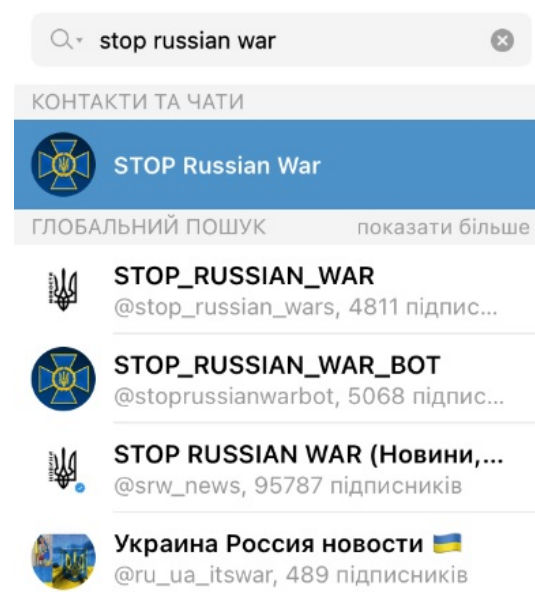 stop russian war
КОНТАКТИ ТА ЧАТИ
STOP Russian War
ГЛОБАЛЬНИЙ ПОШУК показати більше
STOP_RUSSIAN_WAR
@stop_russian_wars, 4811 підпис...
STOP_RUSSIAN_WAR_BOT
@stoprussianwarbot, 5068 підпис...
STOP RUSSIAN WAR (Новини,...
@srw_news, 95787 підписників
Украина Россия новости 🇺🇦
@ru_ua_itswar, 489 підписників